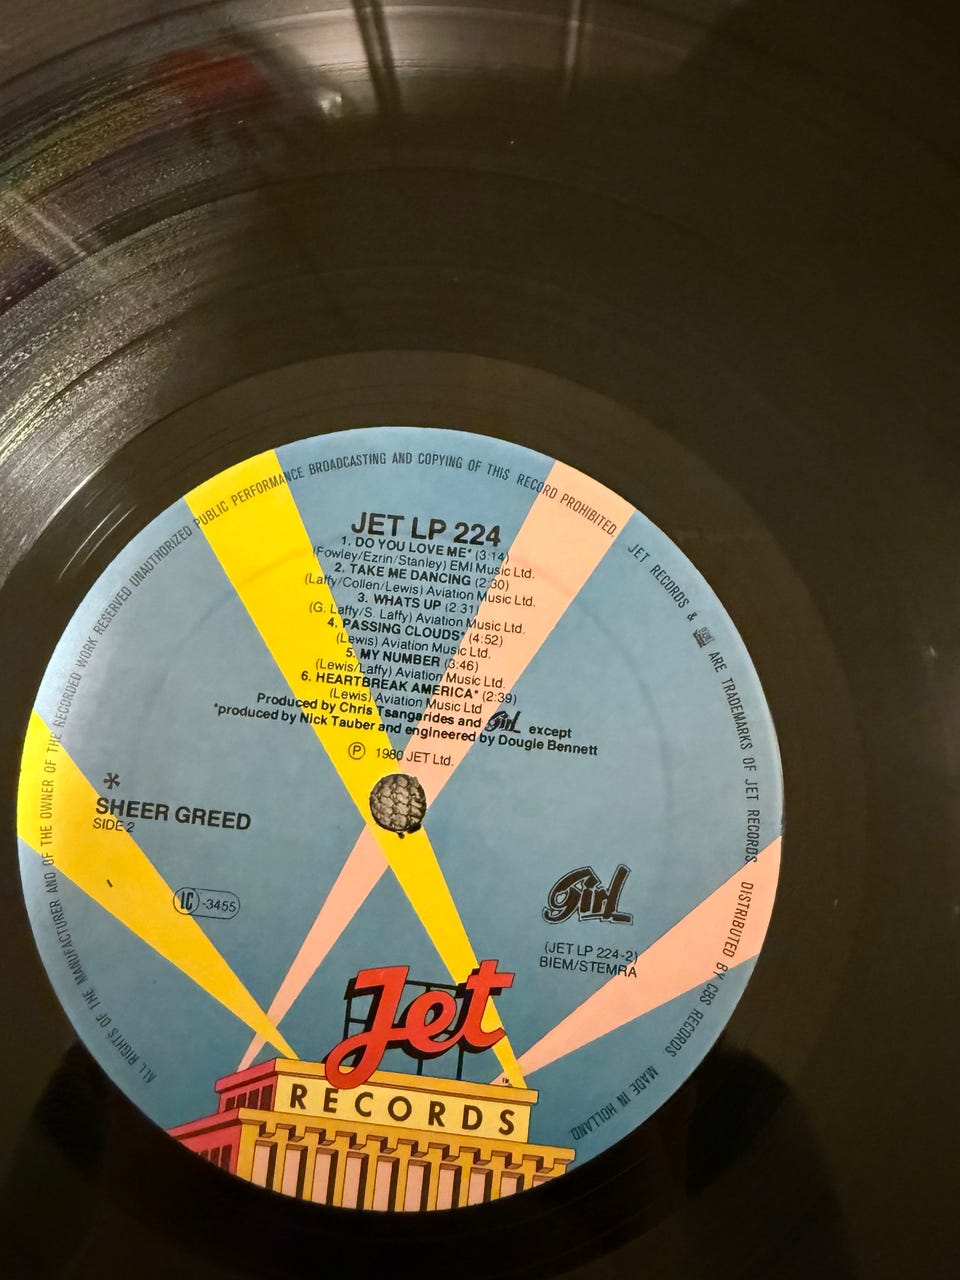 ALL RIGHTS OF THE MANUFACTURER AND OF THE OWNER OF THE RECORDED WORK RESERVED UNAUTHORIZED PUBLIC PERFORMANCE BROADCASTING AND COPYING OF THIS RECORD PROHIBITED. JET RECORDS & ARE TRADEMARKS OF JET RECORDS DISTRIBUTED BY CBS RECORDS MADE IN HOLLAND.
JET LP 224
1. DO YOU LOVE ME* (3:14)
(Fowley/Ezrin/Stanley) EMI Music Ltd.
2. TAKE ME DANCING (2:30)
(Laffy/Collen/Lewis) Aviation Music Ltd.
3. WHATS UP (2:31)
(G. Laffy/S. Laffy) Aviation Music Ltd.
4. PASSING CLOUDS* (4:52)
(Lewis) Aviation Music Ltd.
5. MY NUMBER (3:46)
(Lewis/Laffy) Aviation Music Ltd.
6. HEARTBREAK AMERICA* (2:39)
(Lewis) Aviation Music Ltd
Produced by Chris Tsangarides and Girl except
*produced by Nick Tauber and engineered by Dougie Bennett
Ⓟ 1980 JET Ltd.
*
SHEER GREED
SIDE 2
LC -3455
Girl
(JET LP 224-2)
BIEM/STEMRA
Jet
TM
RECORDS